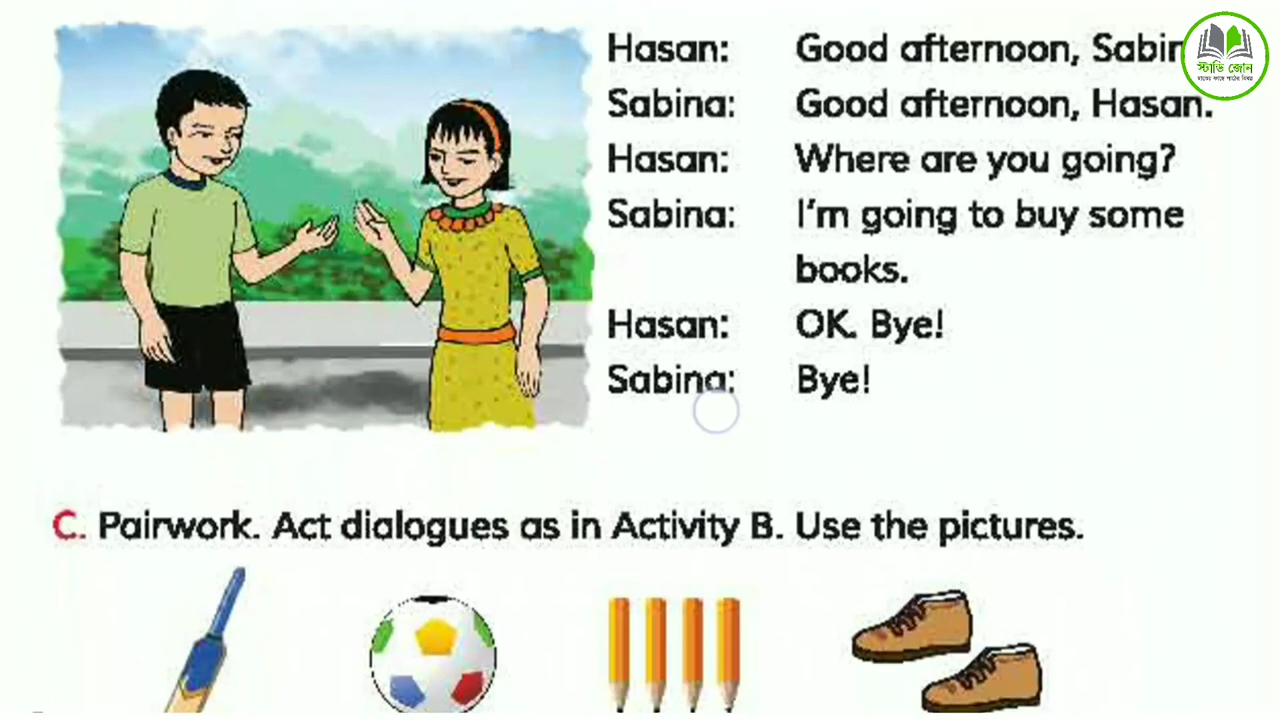 Hasan: Good afternoon, Sabin
Sabina: Good afternoon, Hasan.
Hasan: Where are you going?
Sabina: I'm going to buy some
books.
Hasan: OK. Bye!
Sabina: Bye!
C. Pairwork. Act dialogues as in Activity B. Use the pictures.
স্টাডি জোন